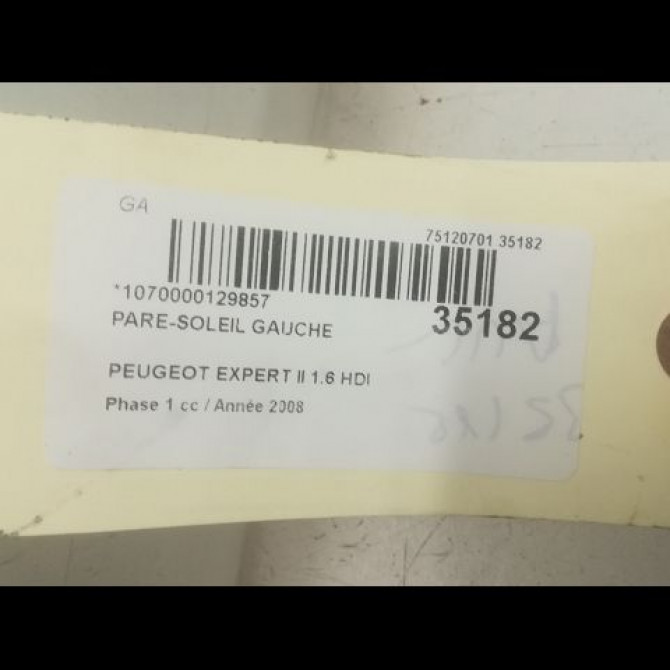 GA
75120701 35182
*1070000129857
35182
PARE-SOLEIL GAUCHE
PEUGEOT EXPERT II 1.6 HDI
Phase 1 cc / Année 2008